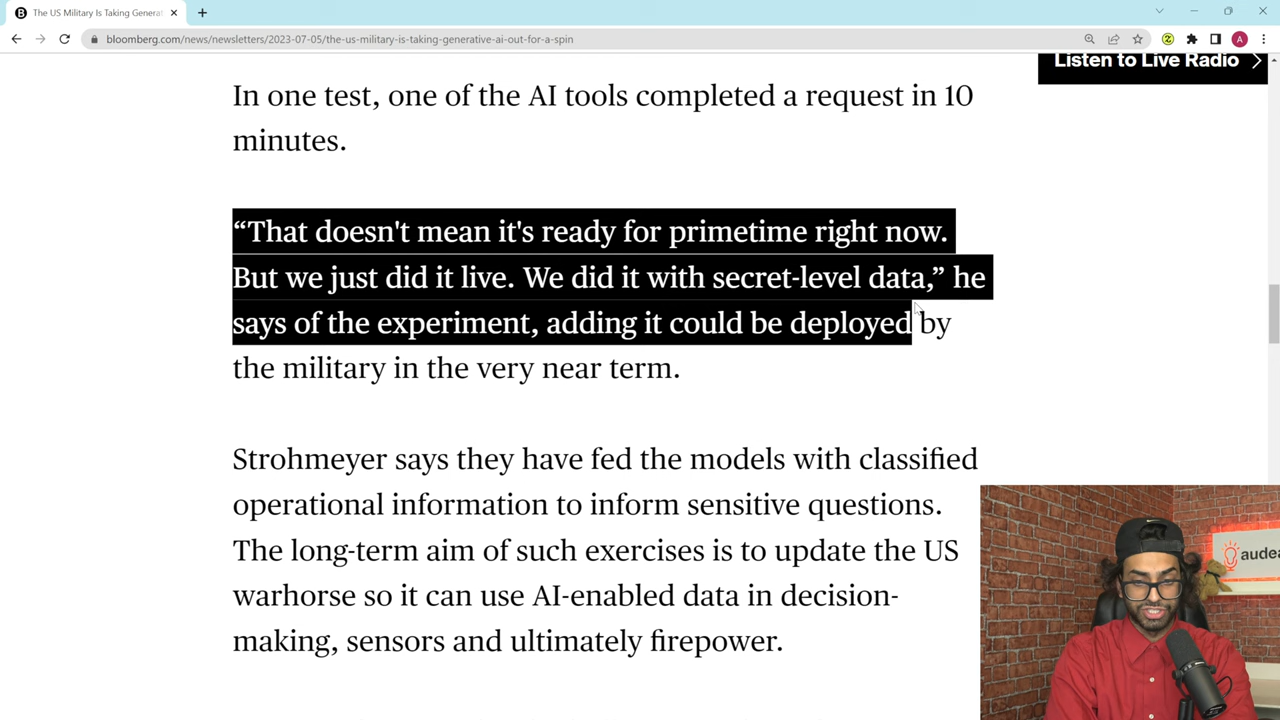 The US Military Is Taking Genera
bloomberg.com/news/newsletters/2023-07-05/the-us-military-is-taking-generative-ai-out-for-a-spin
A
Listen to Live Radio
In one test, one of the AI tools completed a request in 10
minutes.
“That doesn't mean it's ready for primetime right now.
But we just did it live. We did it with secret-level data,” he
says of the experiment, adding it could be deployed by
the military in the very near term.
Strohmeyer says they have fed the models with classified
operational information to inform sensitive questions.
The long-term aim of such exercises is to update the US
warhorse so it can use AI-enabled data in decision-
making, sensors and ultimately firepower.
audea